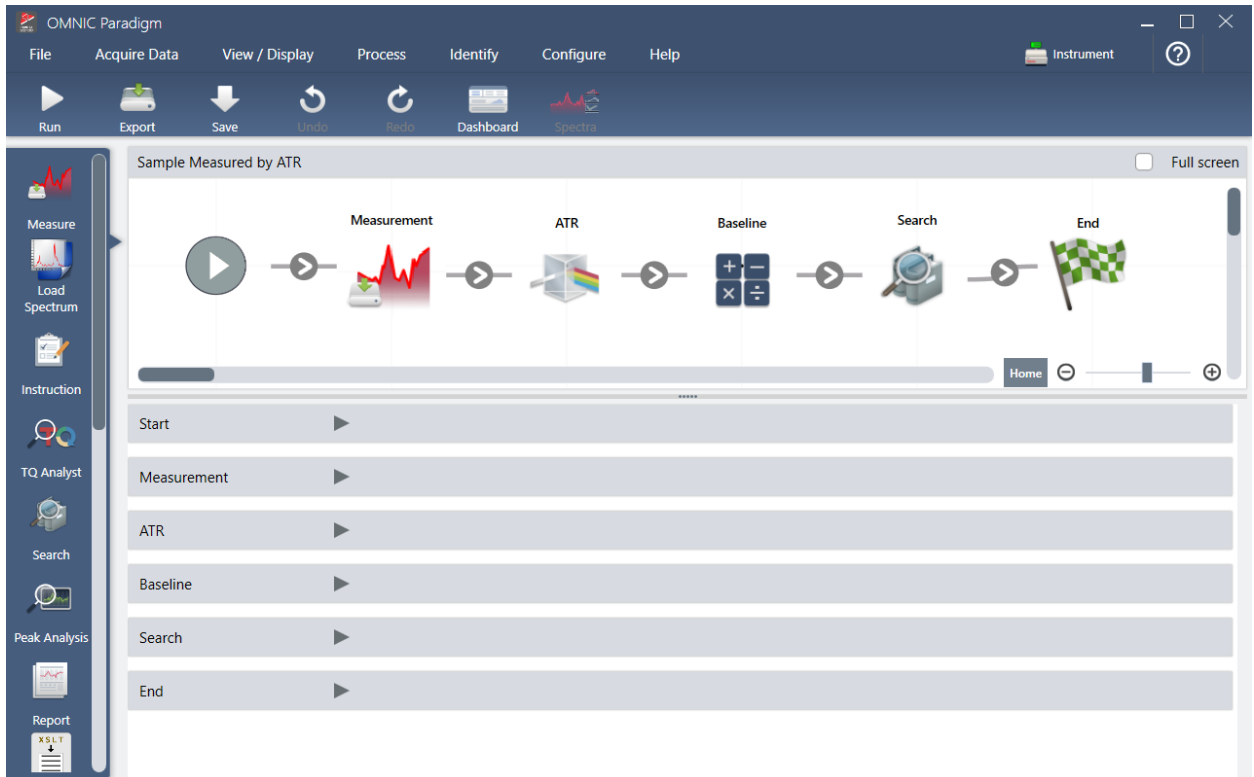 OMNIC Paradigm
File Acquire Data View / Display Process Identify Configure Help Instrument ?
Run Export Save Undo Redo Dashboard Spectra
Sample Measured by ATR Full screen
Measure
Load
Spectrum
Instruction
TQ Analyst
Search
Peak Analysis
Report
XSLT
Measurement ATR Baseline Search End
Home
Start
Measurement
ATR
Baseline
Search
End